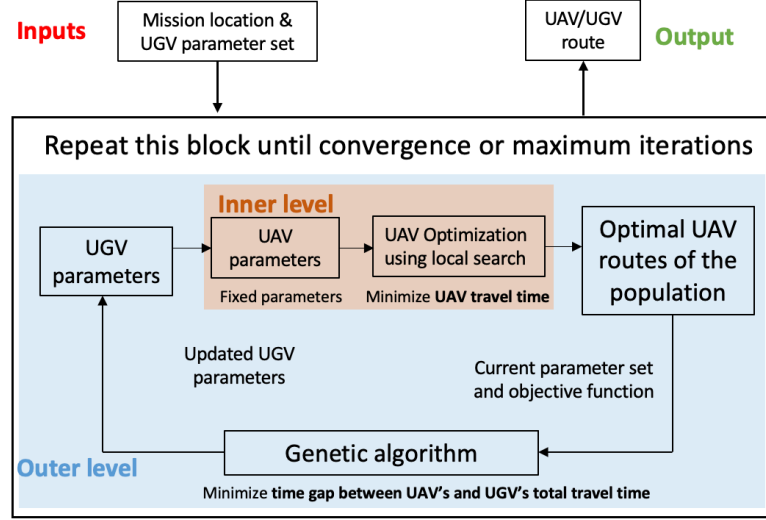 Inputs
Mission location &
UGV parameter set
UAV/UGV
route
Output
Repeat this block until convergence or maximum iterations
Inner level
UGV
parameters
UAV
parameters
UAV Optimization
using local search
Optimal UAV
routes of the
population
Fixed parameters
Minimize UAV travel time
Updated UGV
parameters
Current parameter set
and objective function
Genetic algorithm
Outer level
Minimize time gap between UAV's and UGV's total travel time